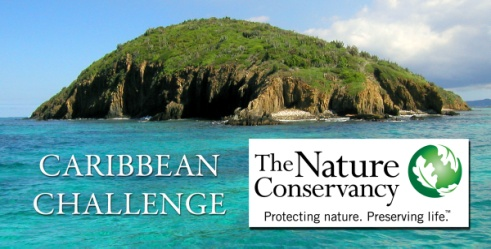 CARIBBEAN
CHALLENGE
The Nature
Conservancy
Protecting nature. Preserving life.™